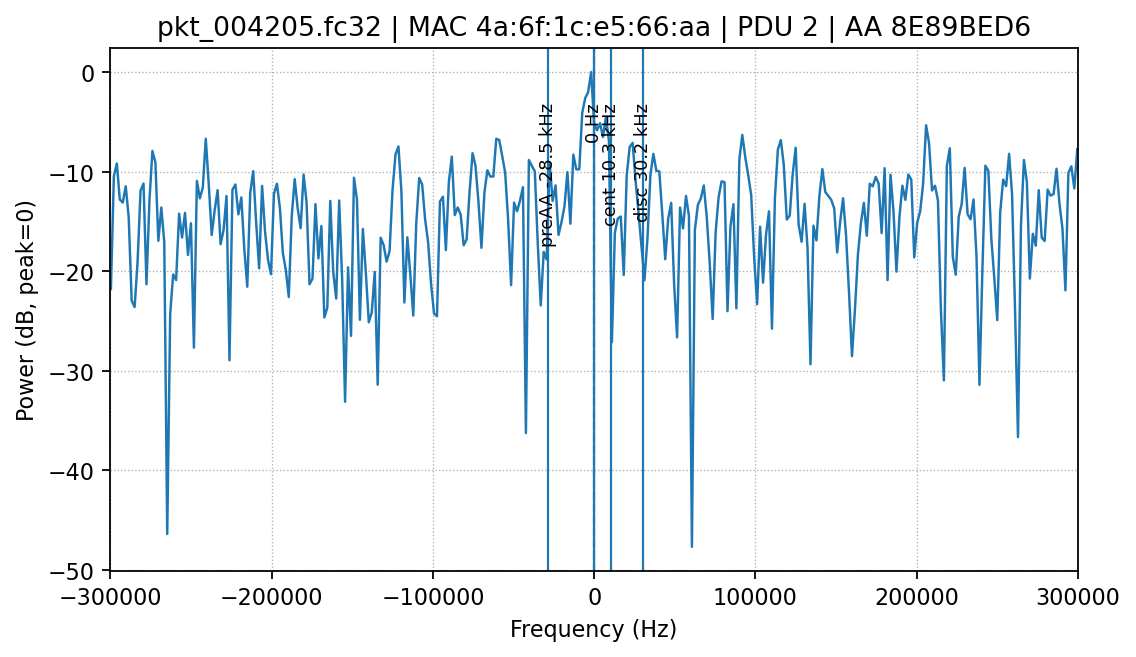 pkt_004205.fc32 | MAC 4a:6f:1c:e5:66:aa | PDU 2 | AA 8E89BED6
0
−10
−20
−30
−40
−50
Power (dB, peak=0)
preAA -28.5 kHz
0 Hz
cent 10.3 kHz
disc 30.2 kHz
−300000
−200000
−100000
0
100000
200000
300000
Frequency (Hz)